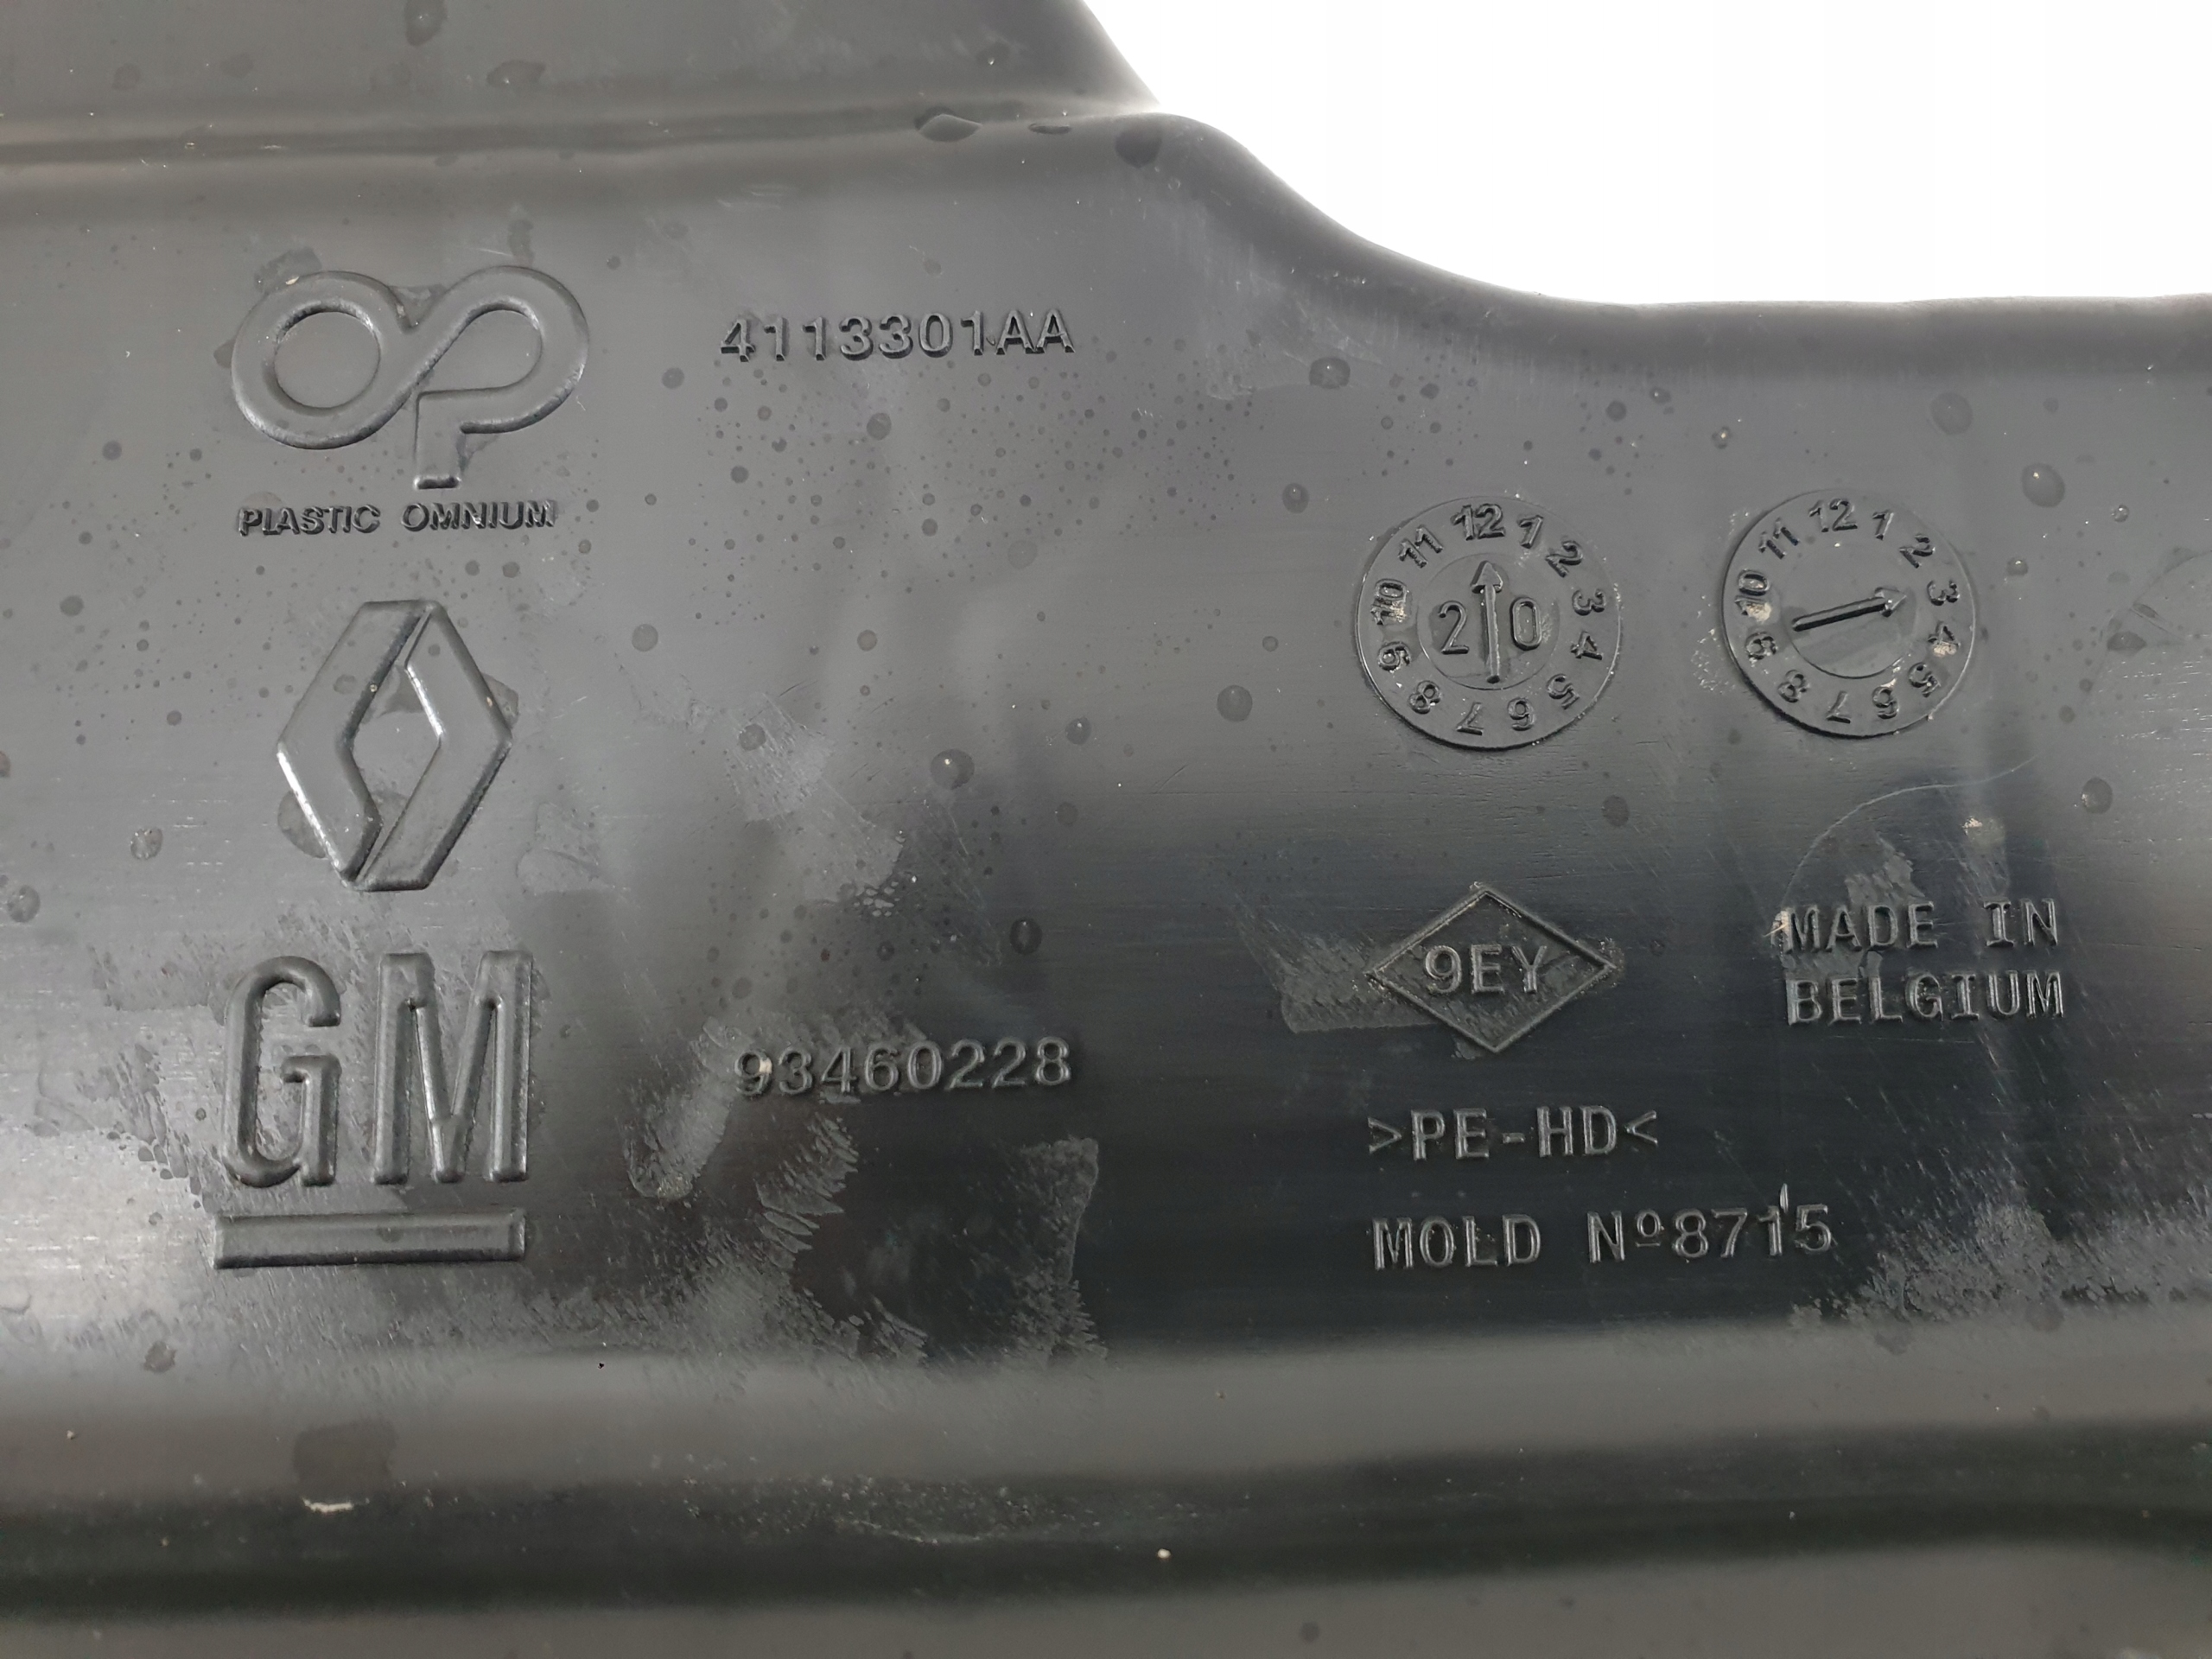 OP
4113301AA
PLASTIC OMNIUM
11 12 1 2 3 4 5 6 7 8 9 10
2 0
11 12 1 2 3 4 5 6 7 8 9 10
9EY
MADE IN
BELGIUM
GM
93460228
>PE-HD<
MOLD Nº8715